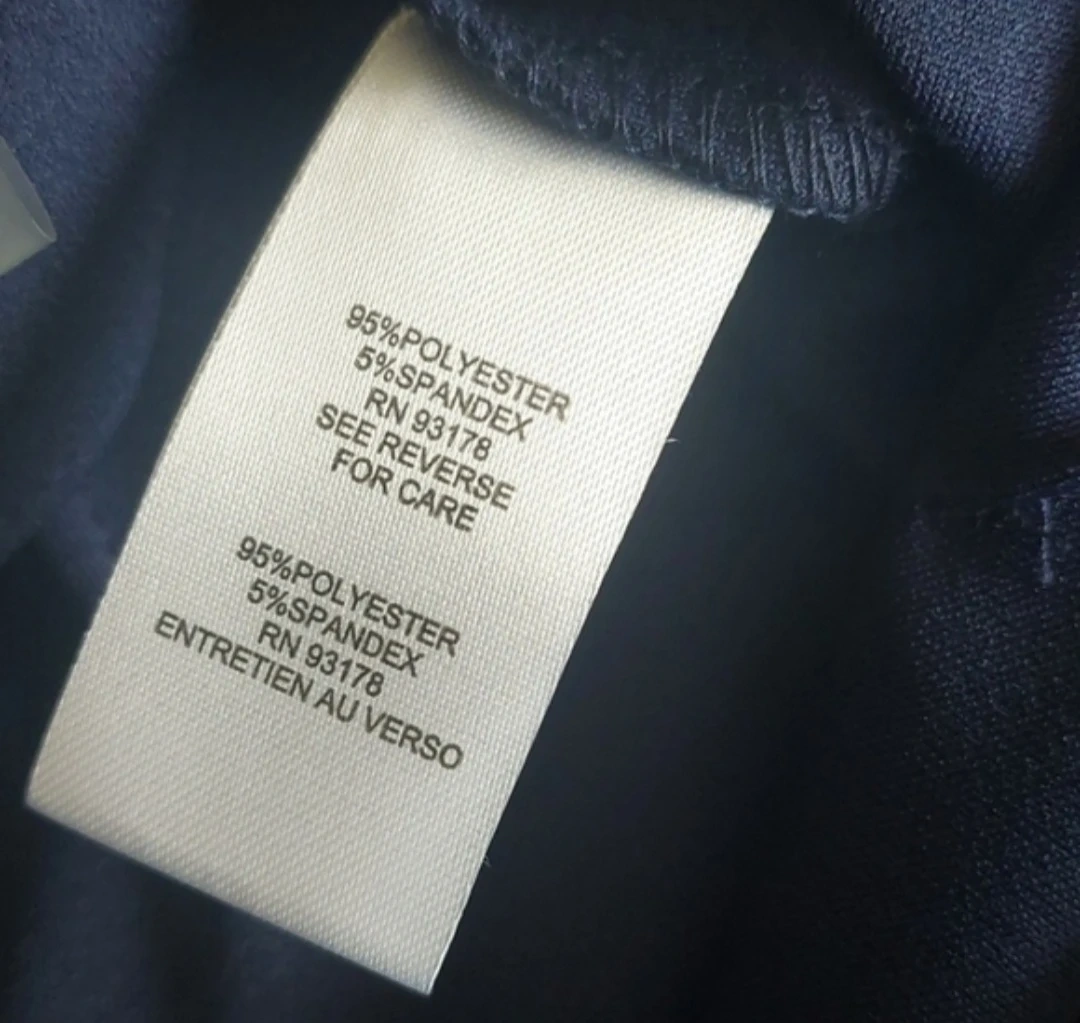 95%POLYESTER
5%SPANDEX
RN 93178
SEE REVERSE
FOR CARE
95%POLYESTER
5%SPANDEX
RN 93178
ENTRETIEN AU VERSO